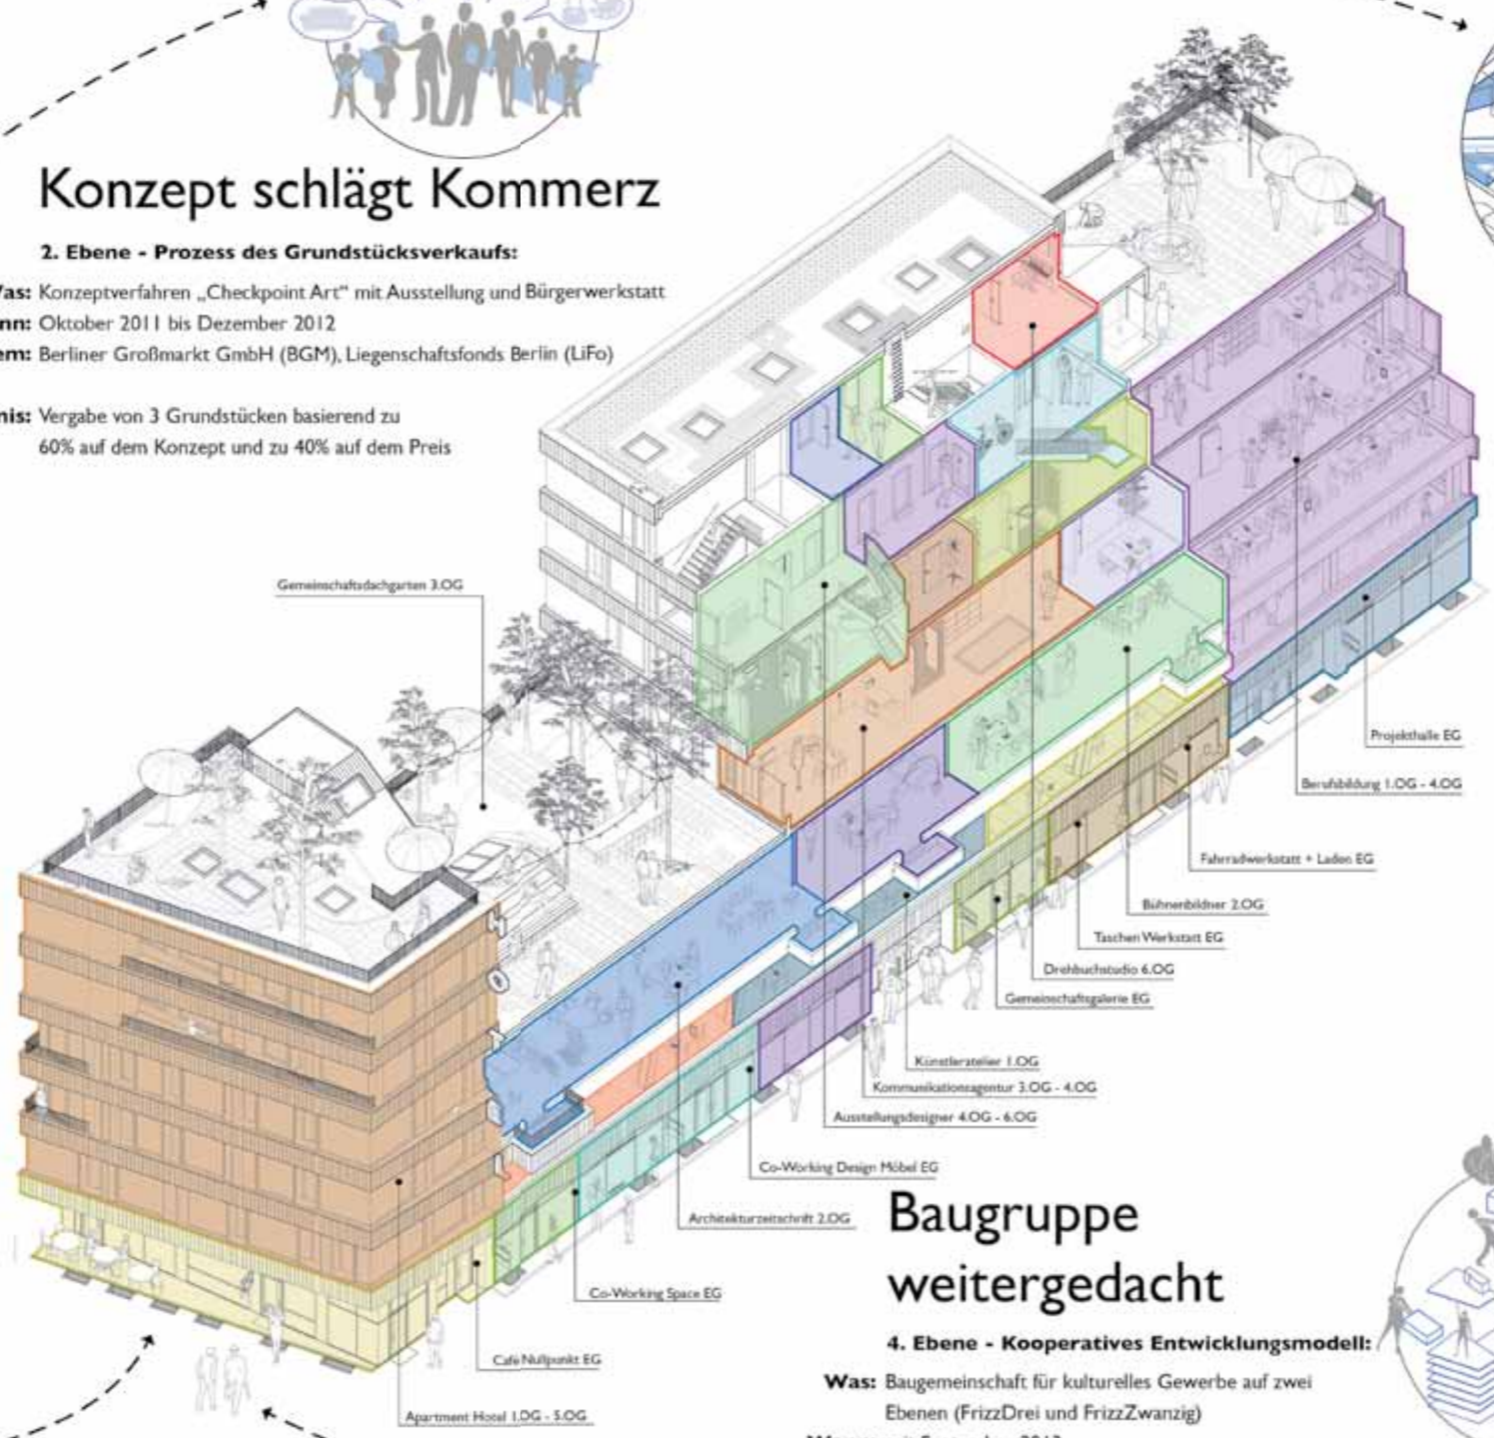 Konzept schlägt Kommerz
2. Ebene - Prozess des Grundstücksverkaufs:
Was: Konzeptverfahren „Checkpoint Art“ mit Ausstellung und Bürgerwerkstatt
nn: Oktober 2011 bis Dezember 2012
em: Berliner Großmarkt GmbH (BGM), Liegenschaftsfonds Berlin (LiFo)
nis: Vergabe von 3 Grundstücken basierend zu
60% auf dem Konzept und zu 40% auf dem Preis
Gemeinschaftsdachgarten 3.OG
Projekthalle EG
Berufsbildung 1.OG - 4.OG
Fahrradwerkstatt + Laden EG
Bühnenbildner 2.OG
Taschen Werkstatt EG
Drehbuchstudio 6.OG
Gemeinschaftsgalerie EG
Künstleratelier 1.OG
Kommunikationsagentur 3.OG - 4.OG
Ausstellungsdesigner 4.OG - 6.OG
Co-Working Design Möbel EG
Architekturzeitschrift 2.OG
Co-Working Space EG
Café Nullpunkt EG
Apartment Hotel 1.OG - 5.OG
Baugruppe
weitergedacht
4. Ebene - Kooperatives Entwicklungsmodell:
Was: Baugemeinschaft für kulturelles Gewerbe auf zwei
Ebenen (FrizzDrei und FrizzZwanzig)